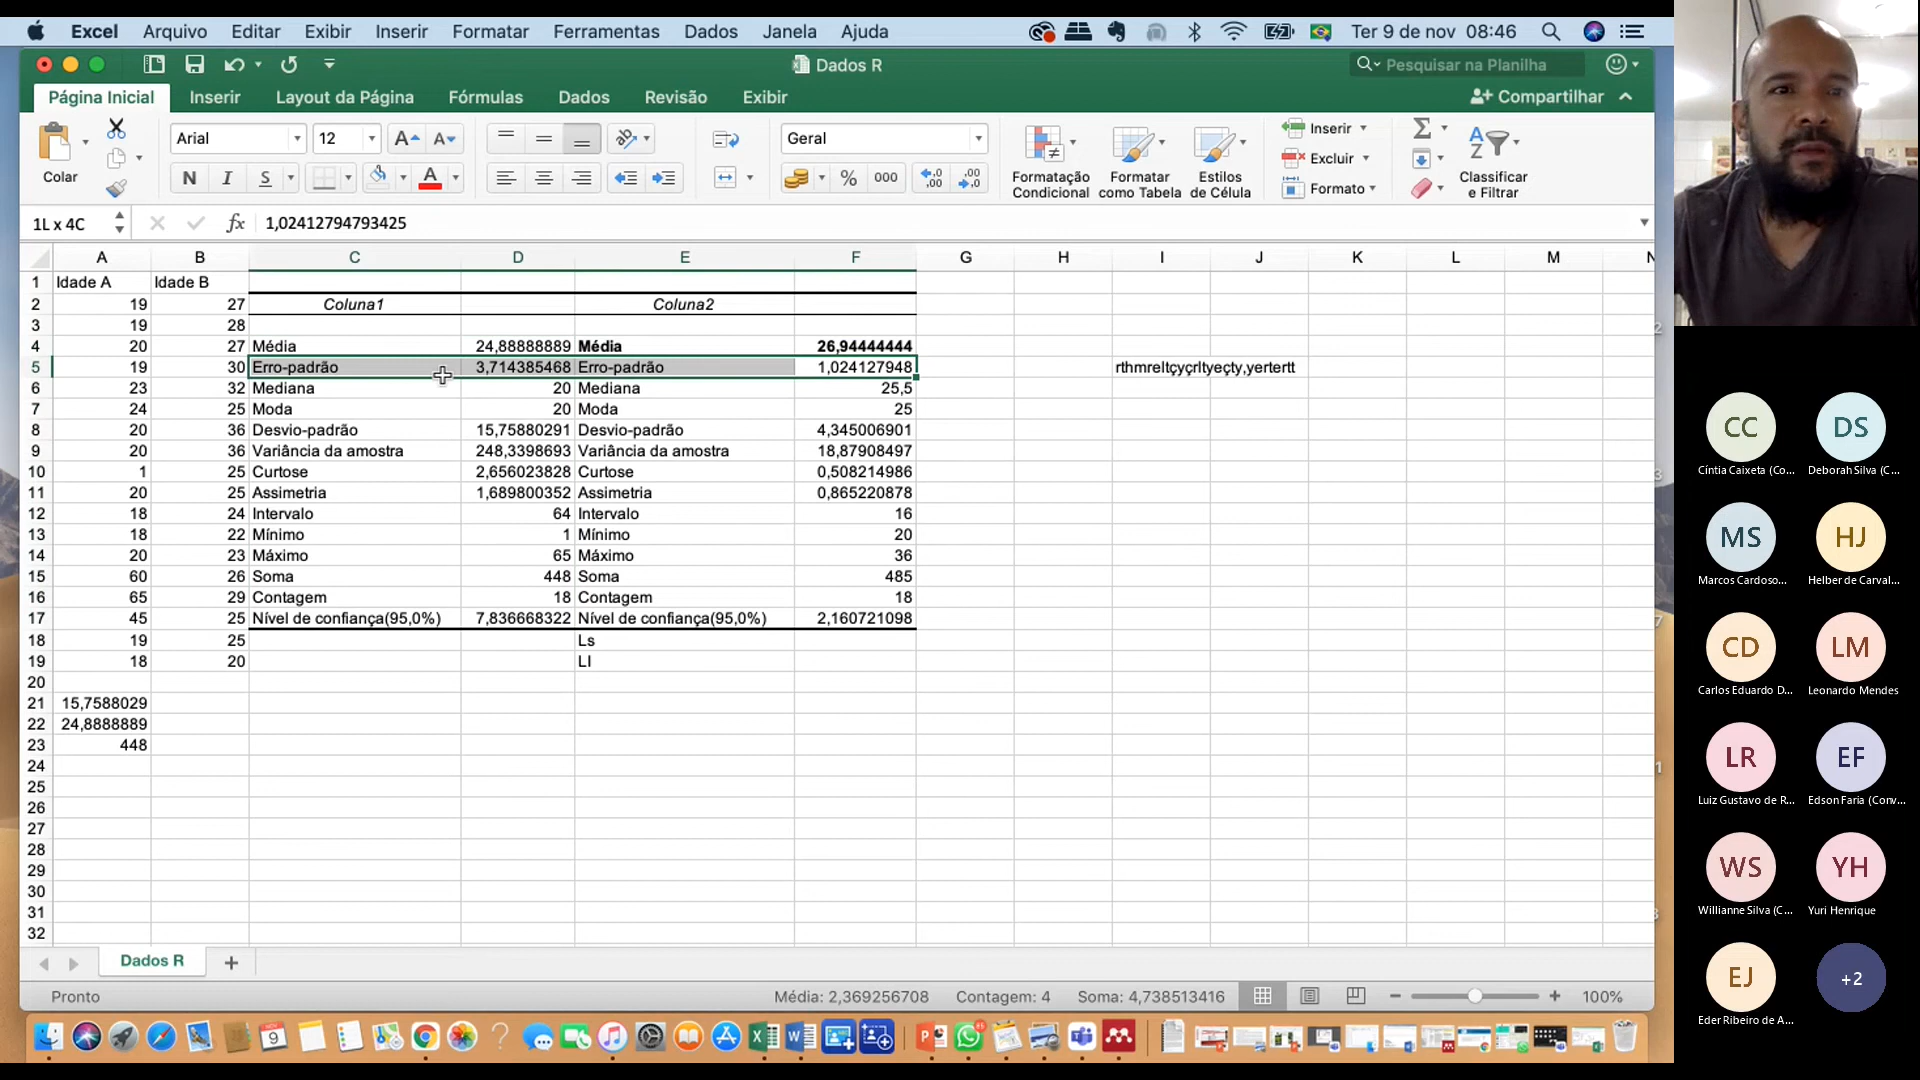 Excel Arquivo Editar Exibir Inserir Formatar Ferramentas Dados Janela Ajuda Ter 9 de nov 08:46
Dados R Pesquisar na Planilha
Página Inicial Inserir Layout da Página Fórmulas Dados Revisão Exibir Compartilhar
Colar Arial 12 N I S Geral % 000 Formatação Condicional Formatar como Tabela Estilos de Célula Inserir Excluir Formato Classificar e Filtrar
1L x 4C fx 1,02412794793425
A B C D E F G H I J K L M N
1 Idade A Idade B
2 19 27 Coluna1 Coluna2
3 19 28
4 20 27 Média 24,88888889 Média 26,94444444
5 19 30 Erro-padrão 3,714385468 Erro-padrão 1,024127948 rthmreltçyçrltyeçty,yertertt
6 23 32 Mediana 20 Mediana 25,5
7 24 25 Moda 20 Moda 25
8 20 36 Desvio-padrão 15,75880291 Desvio-padrão 4,345006901
9 20 36 Variância da amostra 248,3398693 Variância da amostra 18,87908497
10 1 25 Curtose 2,656023828 Curtose 0,508214986
11 20 25 Assimetria 1,689800352 Assimetria 0,865220878
12 18 24 Intervalo 64 Intervalo 16
13 18 22 Mínimo 1 Mínimo 20
14 20 23 Máximo 65 Máximo 36
15 60 26 Soma 448 Soma 485
16 65 29 Contagem 18 Contagem 18
17 45 25 Nível de confiança(95,0%) 7,836668322 Nível de confiança(95,0%) 2,160721098
18 19 25 Ls
19 18 20 LI
20
21 15,7588029
22 24,8888889
23 448
24
25
26
27
28
29
30
31
32
Dados R
Pronto Média: 2,369256708 Contagem: 4 Soma: 4,738513416 100%
CC DS
Cíntia Caixeta (Co... Deborah Silva (C...
MS HJ
Marcos Cardoso... Helber de Carval...
CD LM
Carlos Eduardo D... Leonardo Mendes
LR EF
Luiz Gustavo de R... Edson Faria (Conv...
WS YH
Willianne Silva (C... Yuri Henrique
EJ +2
Eder Ribeiro de A...